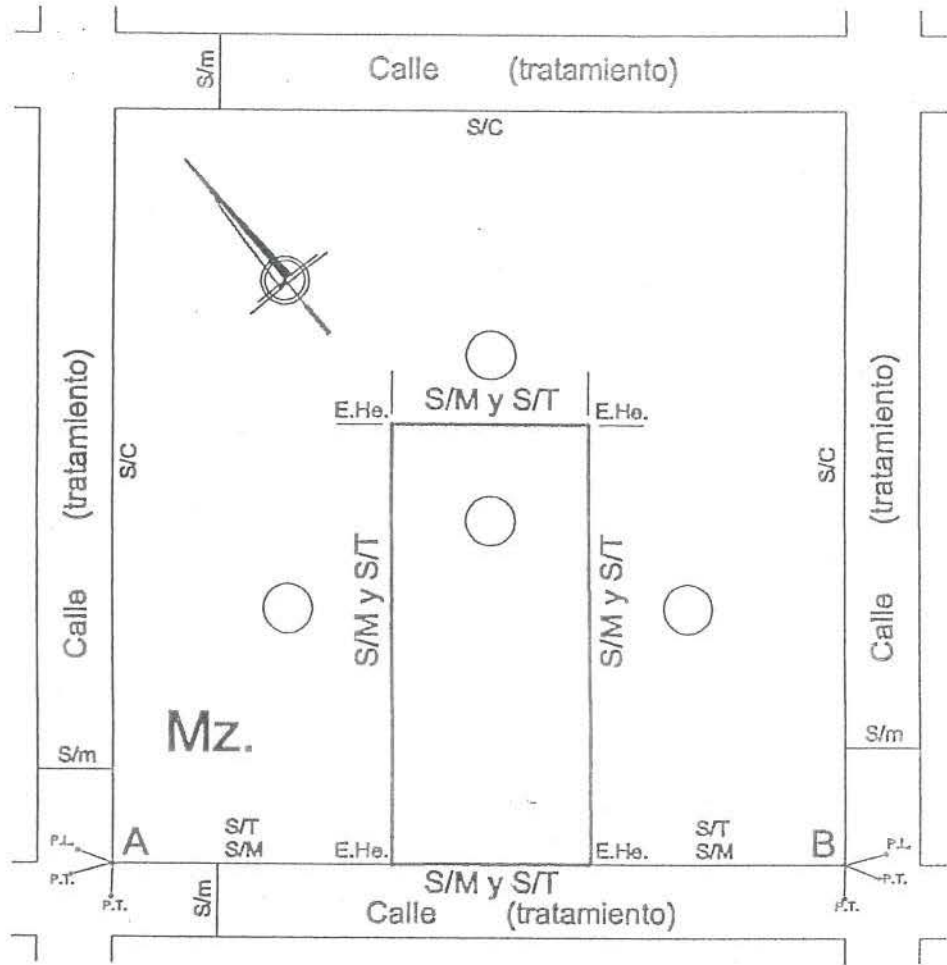 S/m
Calle (tratamiento)
S/C
Calle (tratamiento)
S/C
S/C
Calle (tratamiento)
E.He.
S/M y S/T
E.He.
S/M y S/T
S/M y S/T
Mz.
S/m
S/m
P.L.
A
S/T
S/M
E.He.
E.He.
S/T
S/M
B
P.L.
P.T.
P.T.
P.T.
S/m
S/M y S/T
P.T.
Calle (tratamiento)